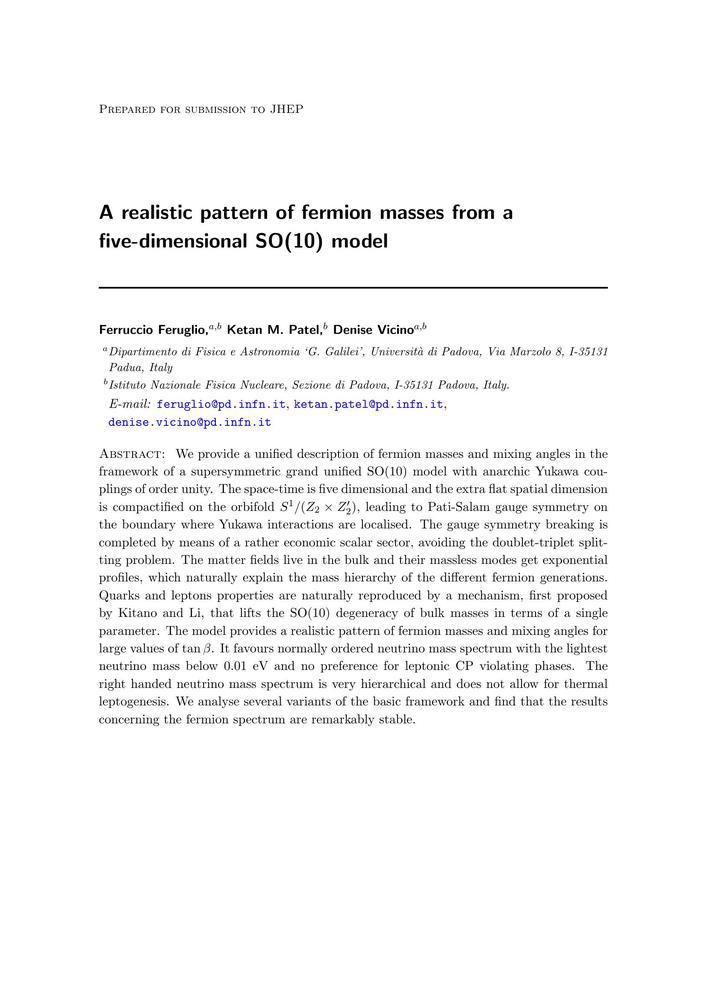 PREPARED FOR SUBMISSION TO JHEP
A realistic pattern of fermion masses from a
five-dimensional SO(10) model
Ferruccio Feruglio,a,b Ketan M. Patel,b Denise Vicinoa,b
aDipartimento di Fisica e Astronomia ‘G. Galilei’, Università di Padova, Via Marzolo 8, I-35131
Padua, Italy
bIstituto Nazionale Fisica Nucleare, Sezione di Padova, I-35131 Padova, Italy.
E-mail: feruglio@pd.infn.it, ketan.patel@pd.infn.it,
denise.vicino@pd.infn.it
ABSTRACT: We provide a unified description of fermion masses and mixing angles in the
framework of a supersymmetric grand unified SO(10) model with anarchic Yukawa cou-
plings of order unity. The space-time is five dimensional and the extra flat spatial dimension
is compactified on the orbifold S1/(Z2 × Z′2), leading to Pati-Salam gauge symmetry on
the boundary where Yukawa interactions are localised. The gauge symmetry breaking is
completed by means of a rather economic scalar sector, avoiding the doublet-triplet split-
ting problem. The matter fields live in the bulk and their massless modes get exponential
profiles, which naturally explain the mass hierarchy of the different fermion generations.
Quarks and leptons properties are naturally reproduced by a mechanism, first proposed
by Kitano and Li, that lifts the SO(10) degeneracy of bulk masses in terms of a single
parameter. The model provides a realistic pattern of fermion masses and mixing angles for
large values of tan β. It favours normally ordered neutrino mass spectrum with the lightest
neutrino mass below 0.01 eV and no preference for leptonic CP violating phases. The
right handed neutrino mass spectrum is very hierarchical and does not allow for thermal
leptogenesis. We analyse several variants of the basic framework and find that the results
concerning the fermion spectrum are remarkably stable.